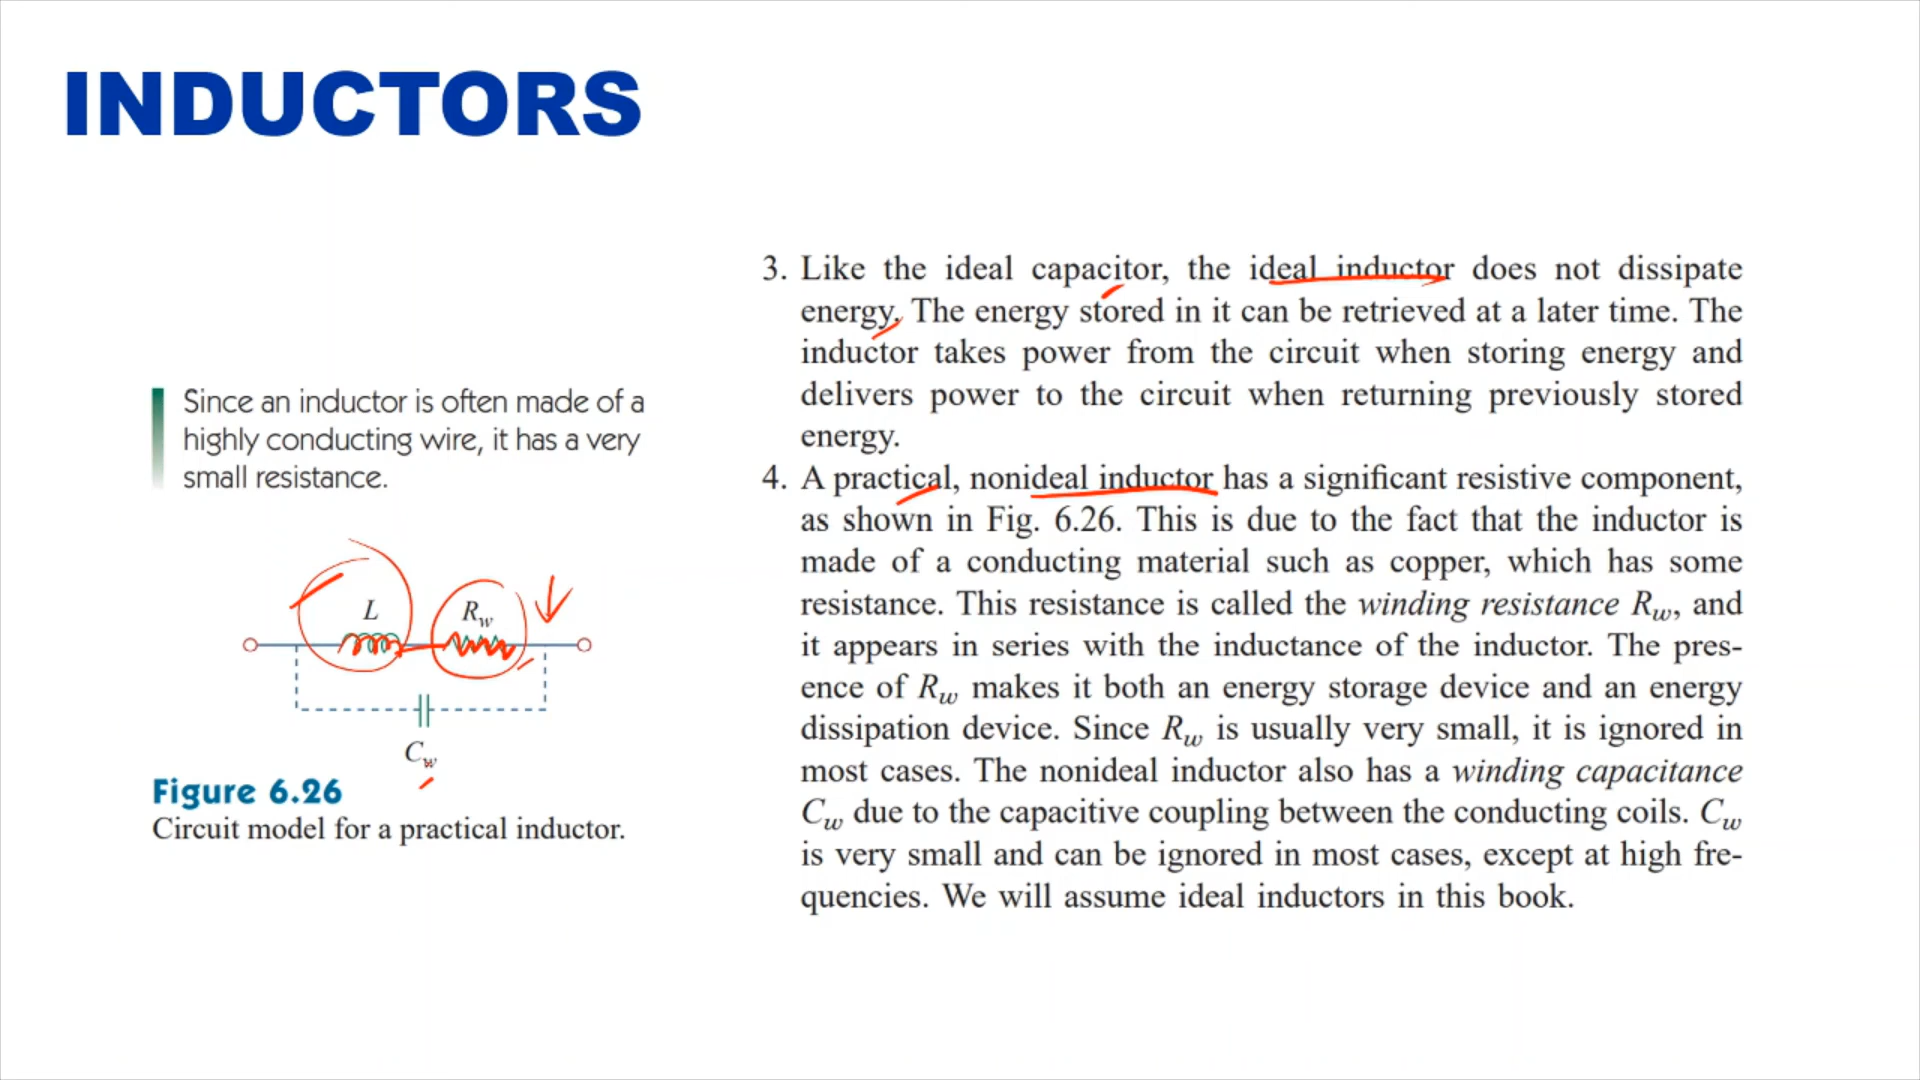 INDUCTORS
Since an inductor is often made of a
highly conducting wire, it has a very
small resistance.
L
R_w
C_w
Figure 6.26
Circuit model for a practical inductor.
3. Like the ideal capacitor, the ideal inductor does not dissipate
energy. The energy stored in it can be retrieved at a later time. The
inductor takes power from the circuit when storing energy and
delivers power to the circuit when returning previously stored
energy.
4. A practical, nonideal inductor has a significant resistive component,
as shown in Fig. 6.26. This is due to the fact that the inductor is
made of a conducting material such as copper, which has some
resistance. This resistance is called the winding resistance R_w, and
it appears in series with the inductance of the inductor. The pres-
ence of R_w makes it both an energy storage device and an energy
dissipation device. Since R_w is usually very small, it is ignored in
most cases. The nonideal inductor also has a winding capacitance
C_w due to the capacitive coupling between the conducting coils. C_w
is very small and can be ignored in most cases, except at high fre-
quencies. We will assume ideal inductors in this book.